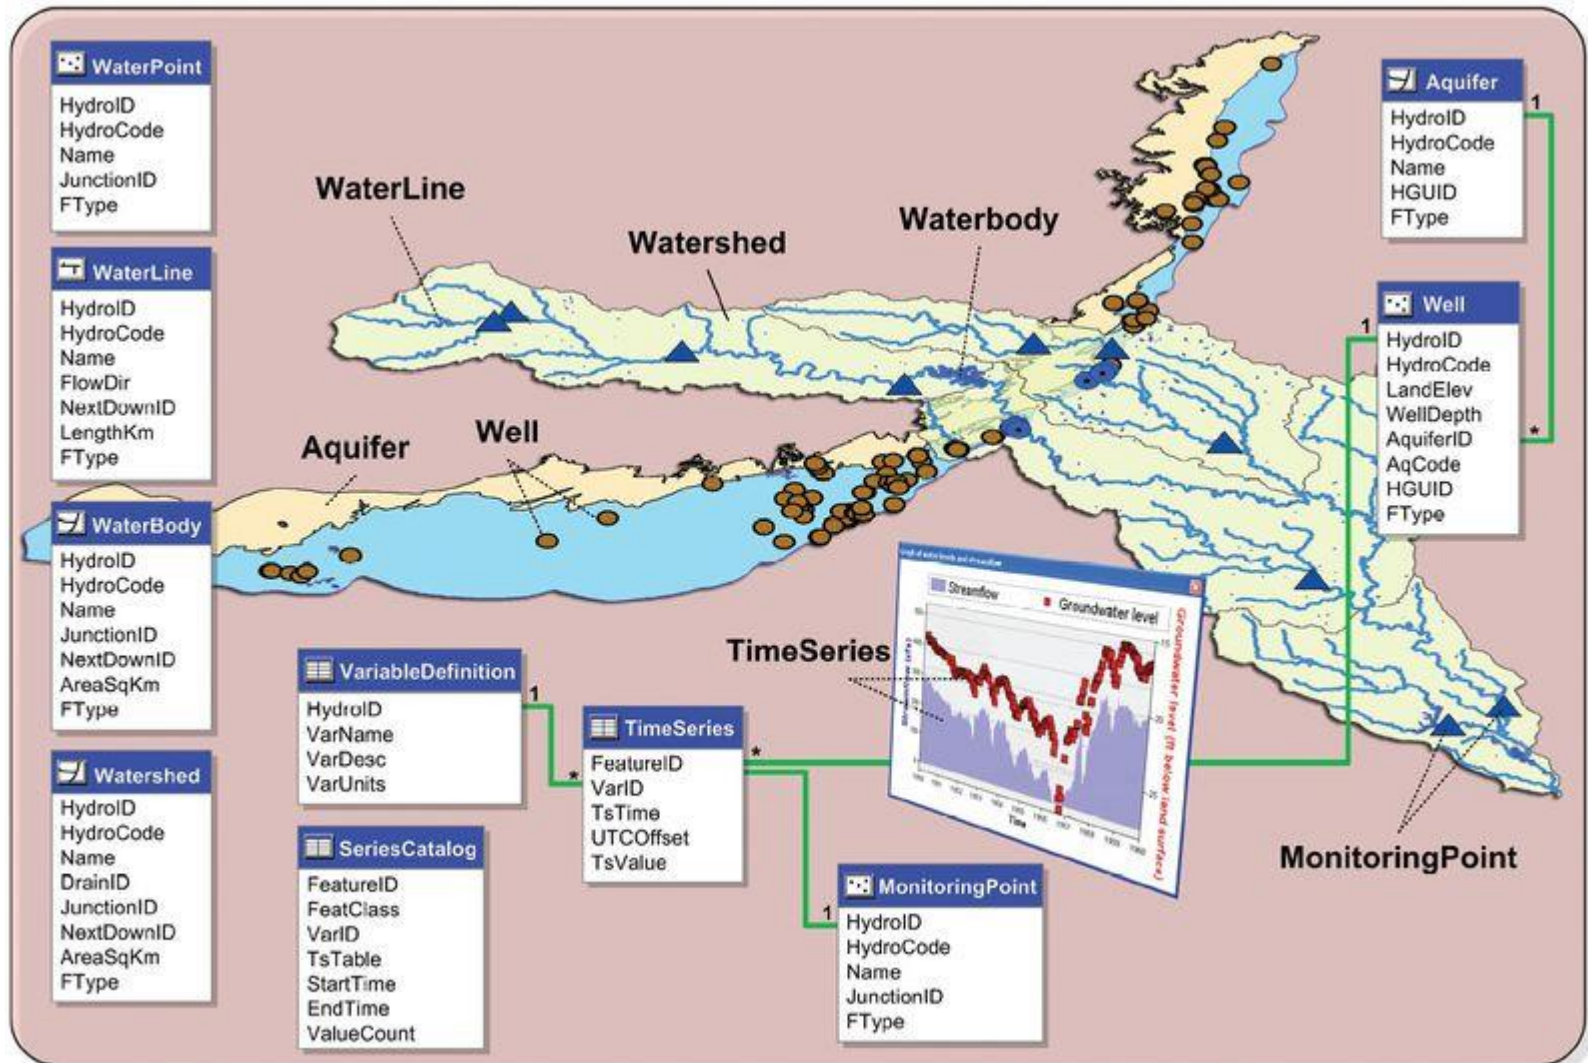 WaterPoint
HydroID
HydroCode
Name
JunctionID
FType
WaterLine
HydroID
HydroCode
Name
FlowDir
NextDownID
LengthKm
FType
WaterBody
HydroID
HydroCode
Name
JunctionID
NextDownID
AreaSqKm
FType
Watershed
HydroID
HydroCode
Name
DrainID
JunctionID
NextDownID
AreaSqKm
FType
WaterLine
Watershed
Waterbody
Aquifer
Well
Aquifer
HydroID
HydroCode
Name
HGUID
FType
1
*
Well
HydroID
HydroCode
LandElev
WellDepth
AquiferID
AqCode
HGUID
FType
1
VariableDefinition
HydroID
VarName
VarDesc
VarUnits
1
*
SeriesCatalog
FeatureID
FeatClass
VarID
TsTable
StartTime
EndTime
ValueCount
TimeSeries
FeatureID
VarID
TsTime
UTCOffset
TsValue
*
1
MonitoringPoint
HydroID
HydroCode
Name
JunctionID
FType
TimeSeries
Streamflow
Groundwater level
Groundwater level (ft below land surface)
Time
MonitoringPoint